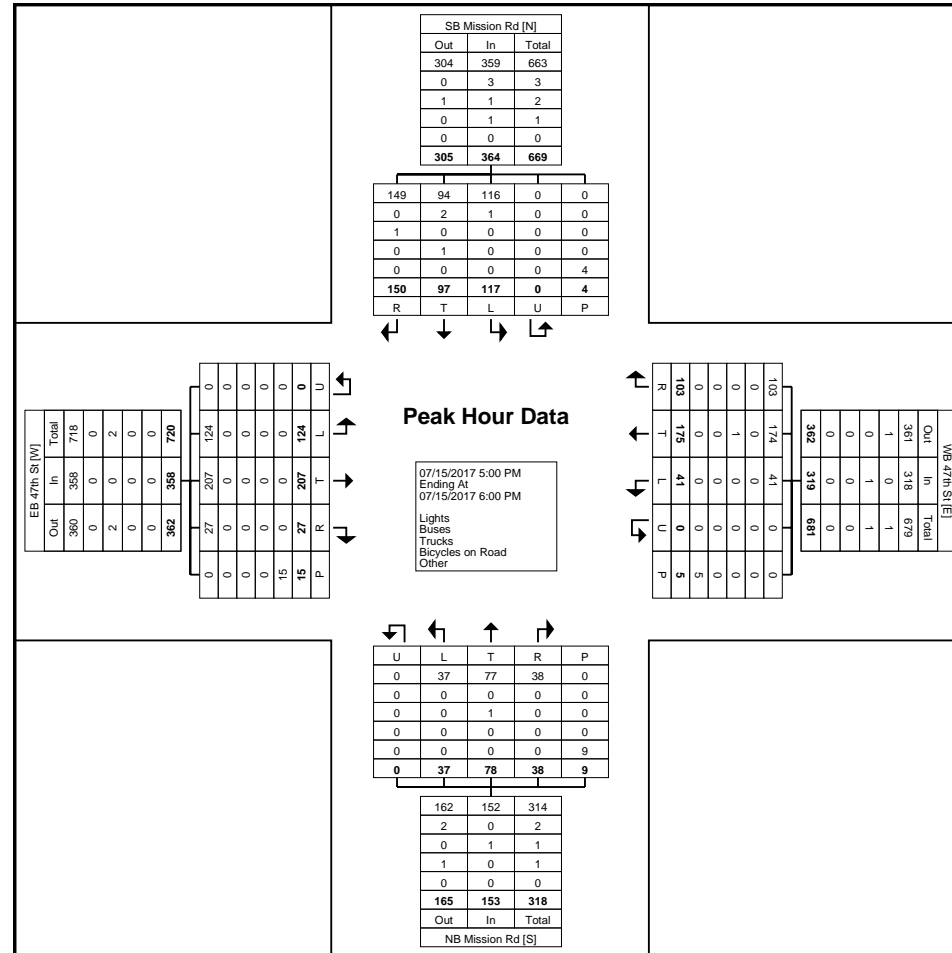 SB Mission Rd [N]
Out In Total
304 359 663
0 3 3
1 1 2
0 1 1
0 0 0
305 364 669
149 94 116 0 0
0 2 1 0 0
1 0 0 0 0
0 1 0 0 0
0 0 0 0 4
150 97 117 0 4
R T L U P
EB 47th St [W]
Out In Total
360 358 718
0 0 0
2 0 2
0 0 0
0 0 0
362 358 720
0 27 207 124 0
0 0 0 0 0
0 0 0 0 0
0 0 0 0 0
15 0 0 0 0
15 27 207 124 0
P R T L U
Peak Hour Data
07/15/2017 5:00 PM
Ending At
07/15/2017 6:00 PM
Lights
Buses
Trucks
Bicycles on Road
Other
WB 47th St [E]
Out In Total
361 318 679
1 0 1
0 1 1
0 0 0
0 0 0
362 319 681
103 174 41 0 0
0 0 0 0 0
0 1 0 0 0
0 0 0 0 0
0 0 0 0 5
103 175 41 0 5
R T L U P
U L T R P
0 37 77 38 0
0 0 0 0 0
0 0 1 0 0
0 0 0 0 0
0 0 0 0 9
0 37 78 38 9
162 152 314
2 0 2
0 1 1
1 0 1
0 0 0
165 153 318
Out In Total
NB Mission Rd [S]